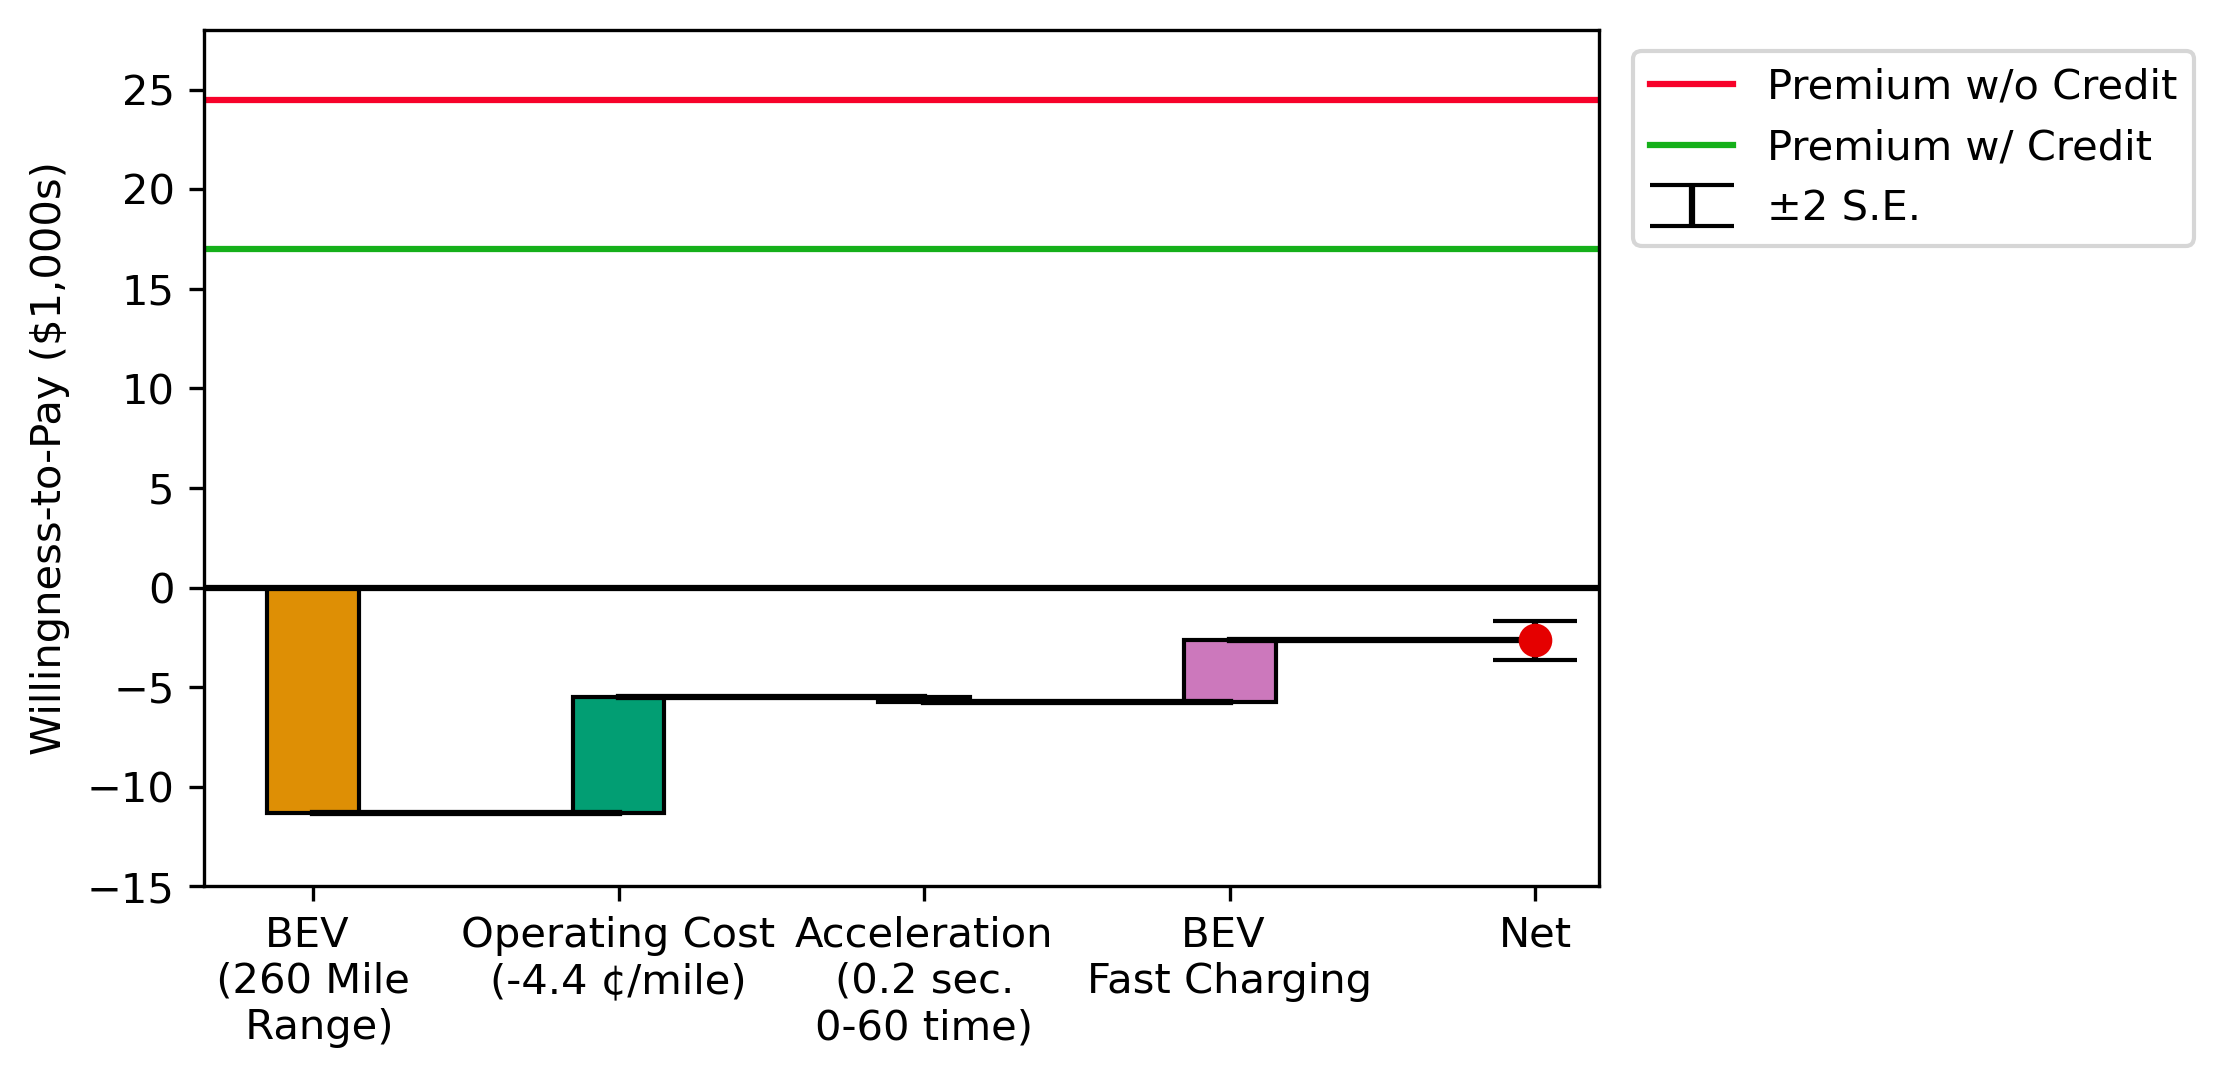 Willingness-to-Pay ($1,000s)
25
20
15
10
5
0
−5
−10
−15
BEV
(260 Mile
Range)
Operating Cost
(-4.4 ¢/mile)
Acceleration
(0.2 sec.
0-60 time)
BEV
Fast Charging
Net
Premium w/o Credit
Premium w/ Credit
±2 S.E.